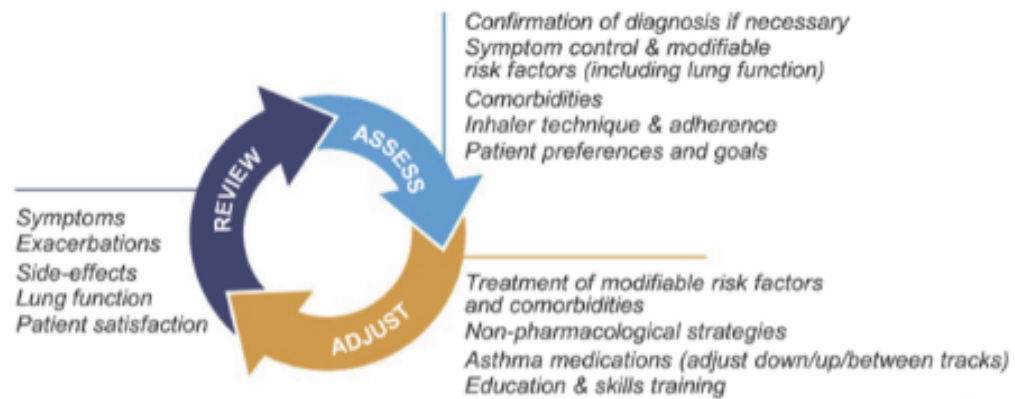 Confirmation of diagnosis if necessary
Symptom control & modifiable
risk factors (including lung function)
Comorbidities
Inhaler technique & adherence
Patient preferences and goals
ASSESS
REVIEW
Symptoms
Exacerbations
Side-effects
Lung function
Patient satisfaction
ADJUST
Treatment of modifiable risk factors
and comorbidities
Non-pharmacological strategies
Asthma medications (adjust down/up/between tracks)
Education & skills training